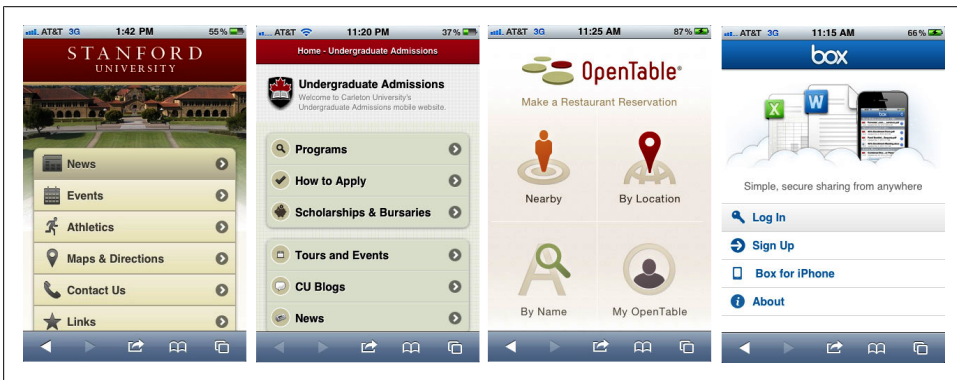 AT&T 3G 1:42 PM 55%
STANFORD
UNIVERSITY
News
Events
Athletics
Maps & Directions
Contact Us
Links
AT&T 11:20 PM 37%
Home - Undergraduate Admissions
Undergraduate Admissions
Welcome to Carleton University's
Undergraduate Admissions mobile website.
Programs
How to Apply
Scholarships & Bursaries
Tours and Events
CU Blogs
News
AT&T 3G 11:25 AM 87%
OpenTable®
Make a Restaurant Reservation
Nearby By Location
By Name My OpenTable
AT&T 3G 11:15 AM 66%
box
X W
box
Simple, secure sharing from anywhere
Log In
Sign Up
Box for iPhone
About